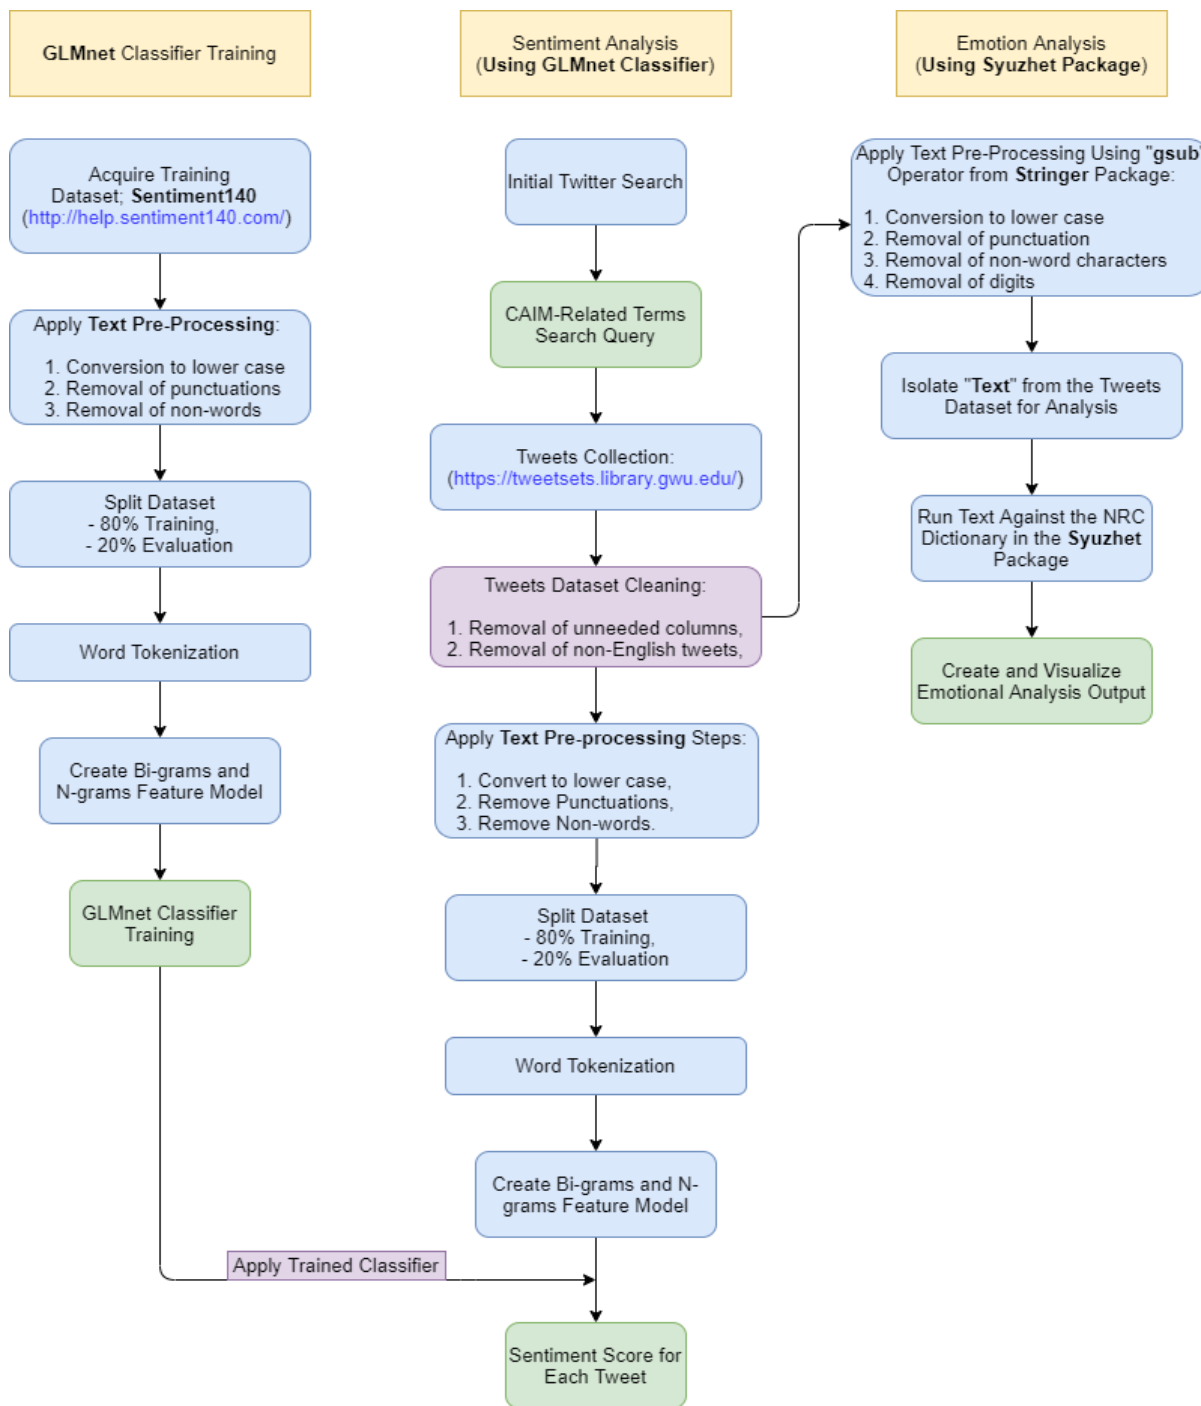 GLMnet Classifier Training
Acquire Training
Dataset; Sentiment140
(http://help.sentiment140.com/)
Apply Text Pre-Processing:
1. Conversion to lower case
2. Removal of punctuations
3. Removal of non-words
Split Dataset
- 80% Training,
- 20% Evaluation
Word Tokenization
Create Bi-grams and
N-grams Feature Model
GLMnet Classifier
Training
Apply Trained Classifier
Sentiment Analysis
(Using GLMnet Classifier)
Initial Twitter Search
CAIM-Related Terms
Search Query
Tweets Collection:
(https://tweetsets.library.gwu.edu/)
Tweets Dataset Cleaning:
1. Removal of unneeded columns,
2. Removal of non-English tweets,
Apply Text Pre-processing Steps:
1. Convert to lower case,
2. Remove Punctuations,
3. Remove Non-words.
Split Dataset
- 80% Training,
- 20% Evaluation
Word Tokenization
Create Bi-grams and N-
grams Feature Model
Sentiment Score for
Each Tweet
Emotion Analysis
(Using Syuzhet Package)
Apply Text Pre-Processing Using "gsub"
Operator from Stringer Package:
1. Conversion to lower case
2. Removal of punctuation
3. Removal of non-word characters
4. Removal of digits
Isolate "Text" from the Tweets
Dataset for Analysis
Run Text Against the NRC
Dictionary in the Syuzhet
Package
Create and Visualize
Emotional Analysis Output